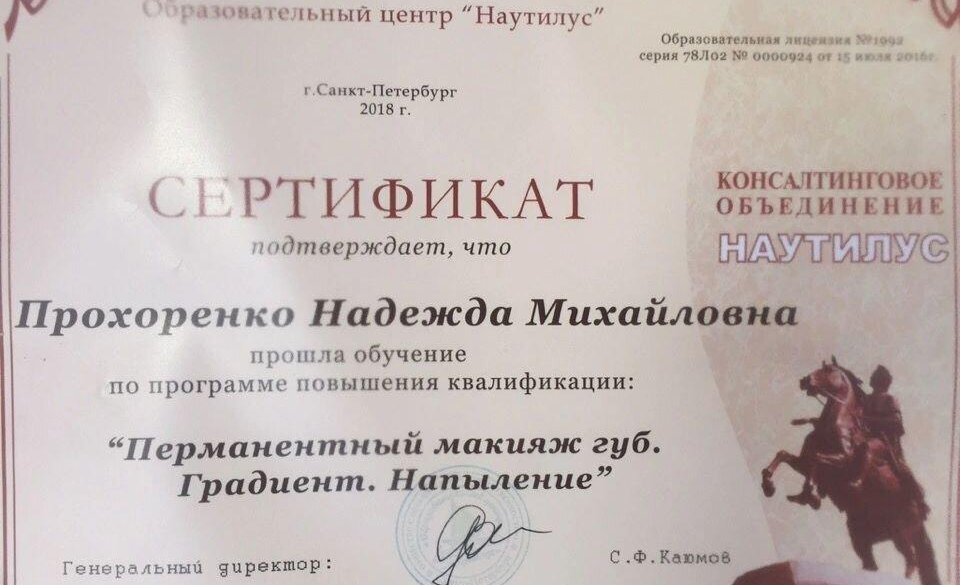 Образовательный центр “Наутилус”
Образовательная лицензия №1992
серия 78Л02 № 0000924 от 15 июля 2016г.
г.Санкт-Петербург
2018 г.
СЕРТИФИКАТ
подтверждает, что
КОНСАЛТИНГОВОЕ
ОБЪЕДИНЕНИЕ
НАУТИЛУС
Прохоренко Надежда Михайловна
прошла обучение
по программе повышения квалификации:
“Перманентный макияж губ.
Градиент. Напыление”
Генеральный директор:
С.Ф.Каюмов